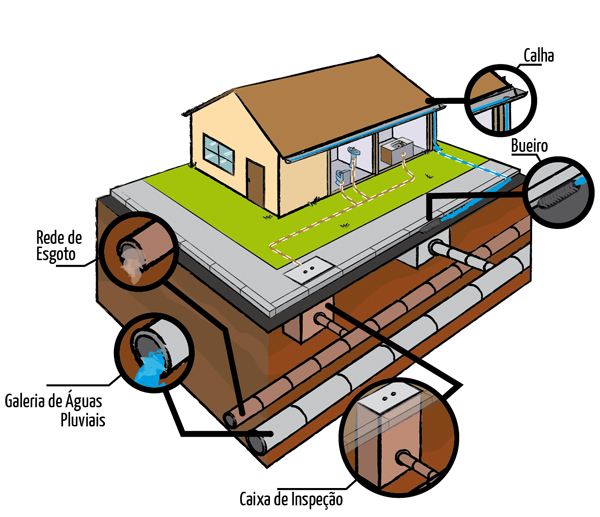 Calha
Bueiro
Rede de
Esgoto
Galeria de Águas
Pluviais
Caixa de Inspeção